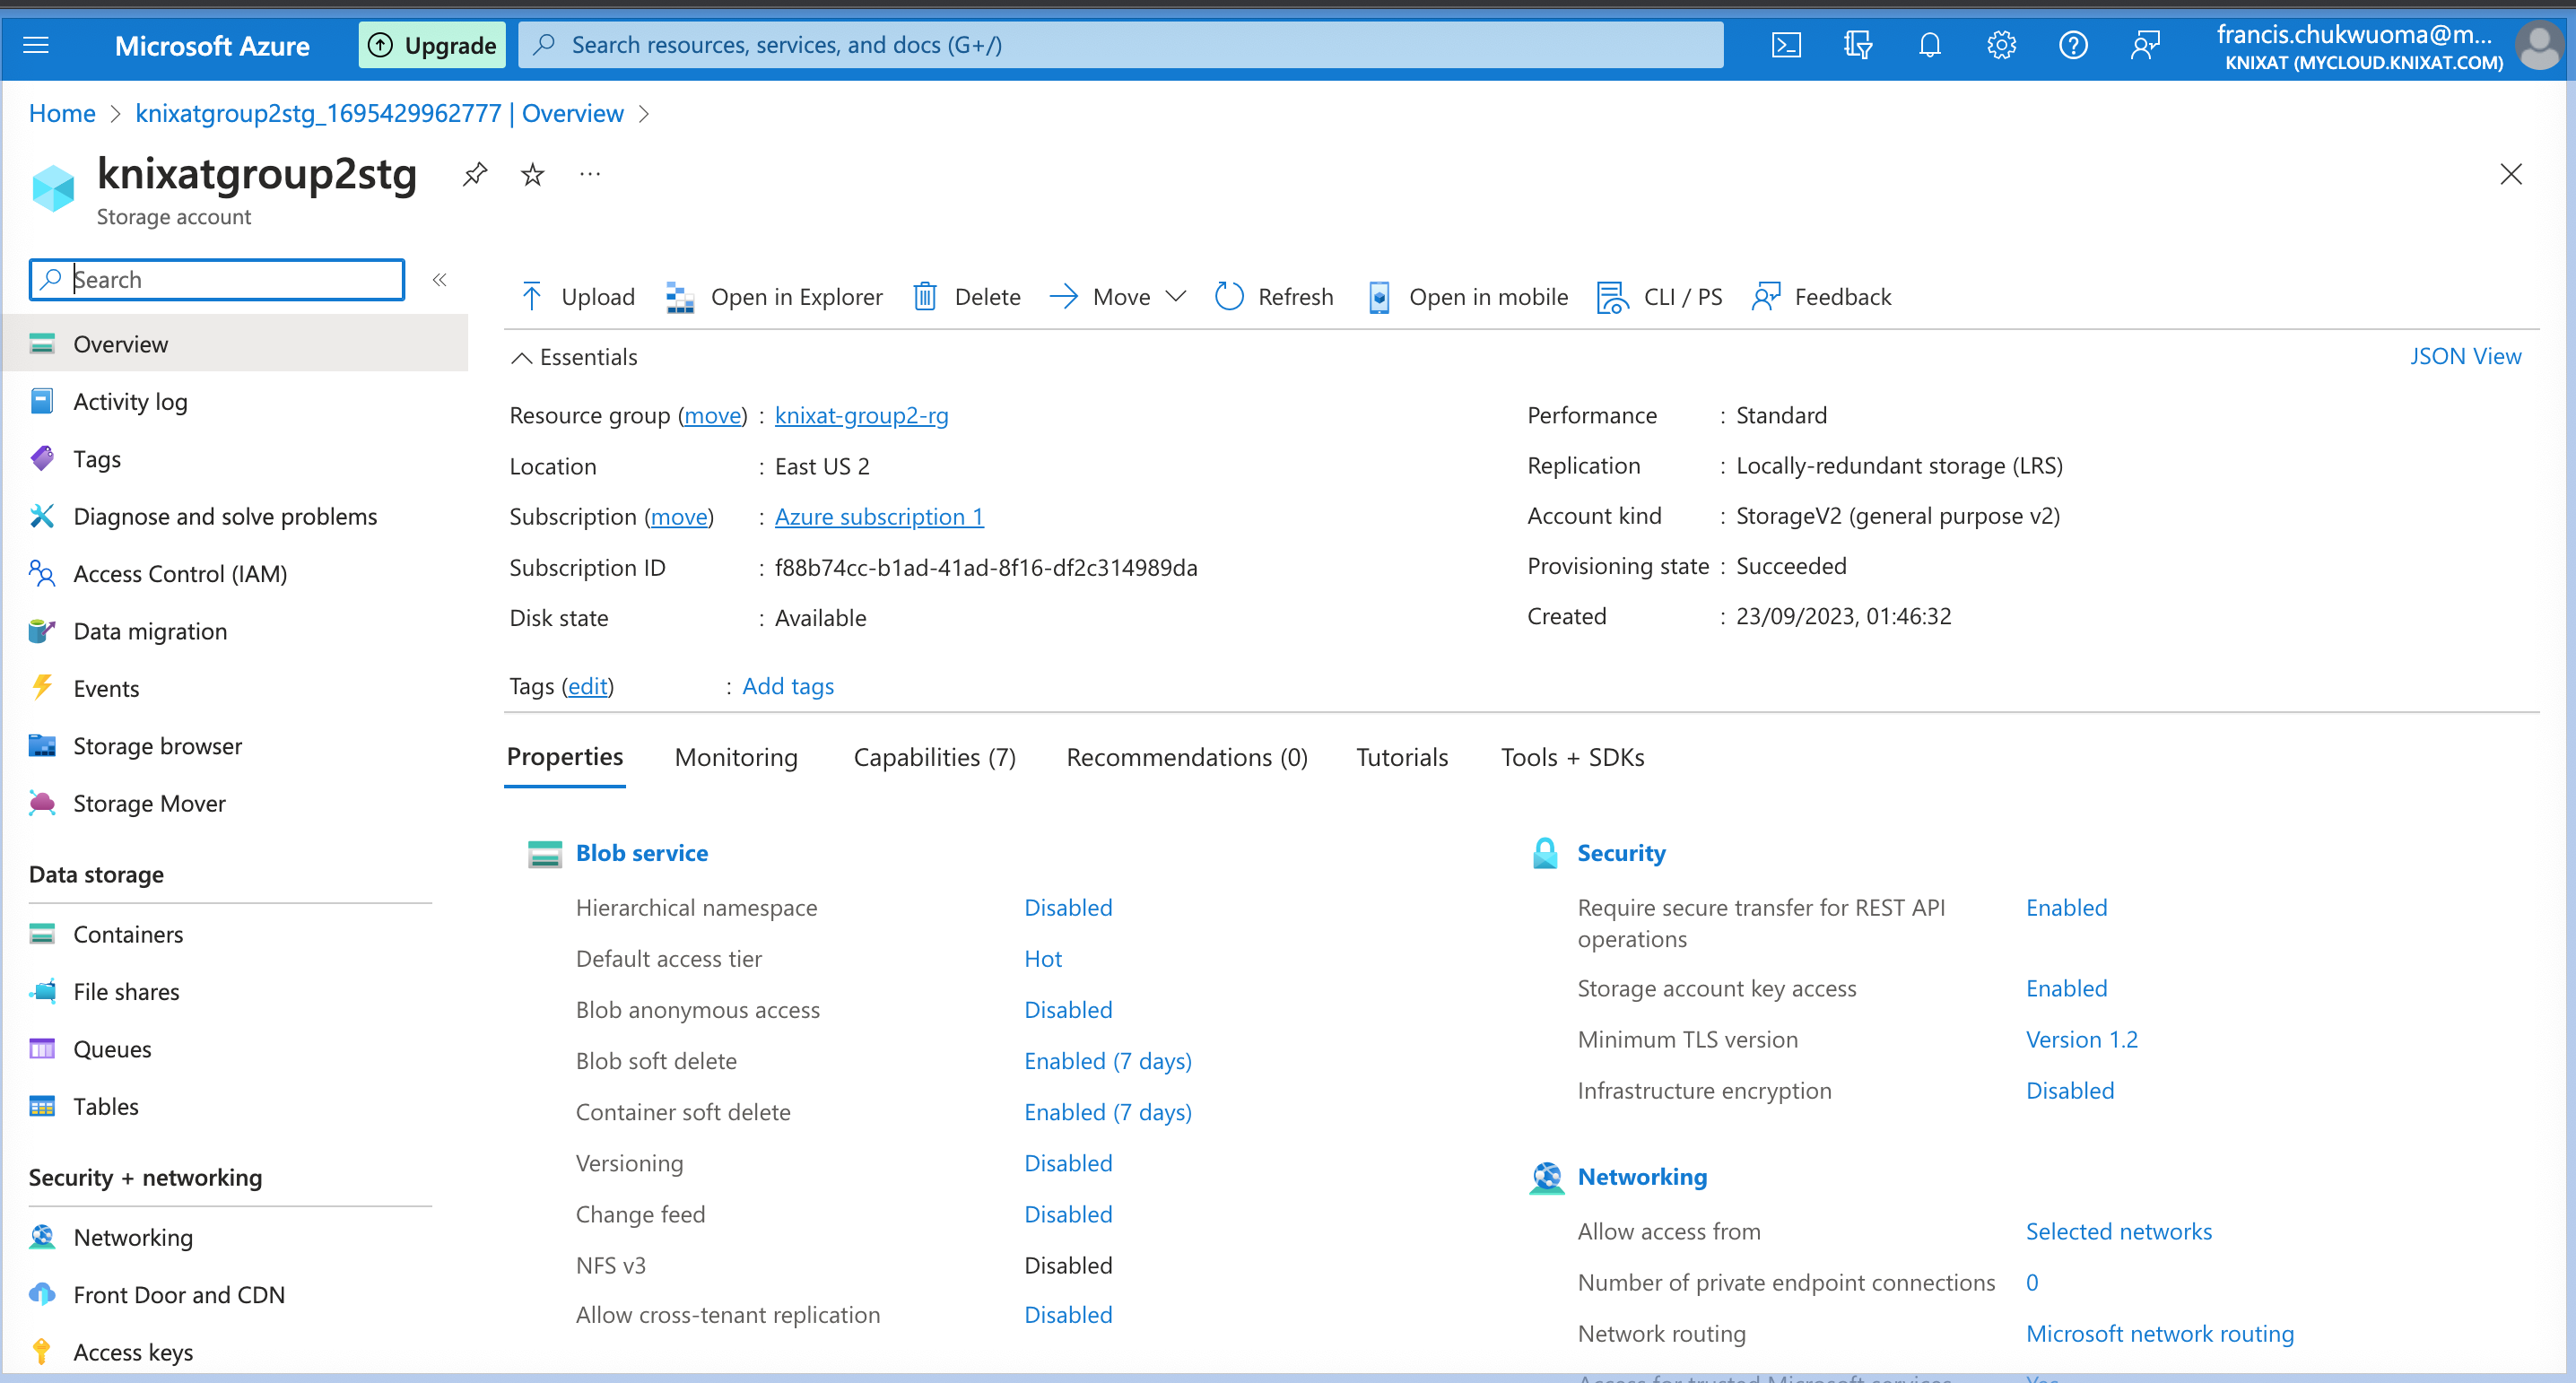 Microsoft Azure
Upgrade
Search resources, services, and docs (G+/)
francis.chukwuoma@m...
KNIXAT (MYCLOUD.KNIXAT.COM)
Home > knixatgroup2stg_1695429962777 | Overview >
knixatgroup2stg
Storage account
Search
Overview
Activity log
Tags
Diagnose and solve problems
Access Control (IAM)
Data migration
Events
Storage browser
Storage Mover
Data storage
Containers
File shares
Queues
Tables
Security + networking
Networking
Front Door and CDN
Access keys
Upload Open in Explorer Delete Move Refresh Open in mobile CLI / PS Feedback
Essentials
JSON View
Resource group (move) : knixat-group2-rg
Location : East US 2
Subscription (move) : Azure subscription 1
Subscription ID : f88b74cc-b1ad-41ad-8f16-df2c314989da
Disk state : Available
Performance : Standard
Replication : Locally-redundant storage (LRS)
Account kind : StorageV2 (general purpose v2)
Provisioning state : Succeeded
Created : 23/09/2023, 01:46:32
Tags (edit) : Add tags
Properties Monitoring Capabilities (7) Recommendations (0) Tutorials Tools + SDKs
Blob service
Hierarchical namespace Disabled
Default access tier Hot
Blob anonymous access Disabled
Blob soft delete Enabled (7 days)
Container soft delete Enabled (7 days)
Versioning Disabled
Change feed Disabled
NFS v3 Disabled
Allow cross-tenant replication Disabled
Security
Require secure transfer for REST API Enabled
operations
Storage account key access Enabled
Minimum TLS version Version 1.2
Infrastructure encryption Disabled
Networking
Allow access from Selected networks
Number of private endpoint connections 0
Network routing Microsoft network routing
Access for trusted Microsoft services Yes